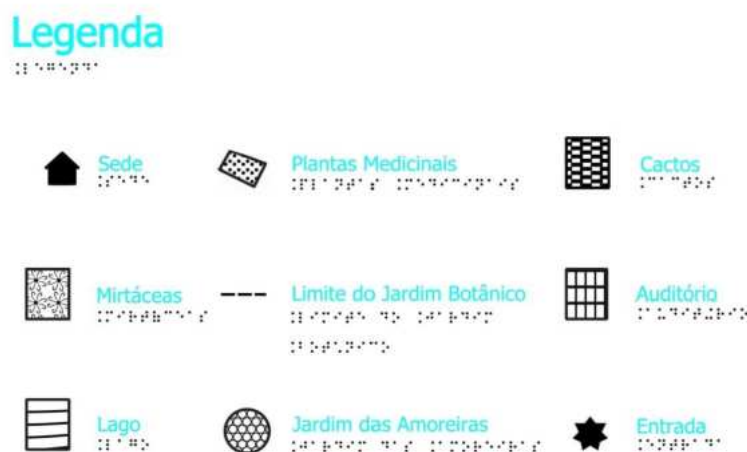 Legenda
Sede
Plantas Medicinais
Cactos
Mirtáceas
Limite do Jardim Botânico
Auditório
Lago
Jardim das Amoreiras
Entrada